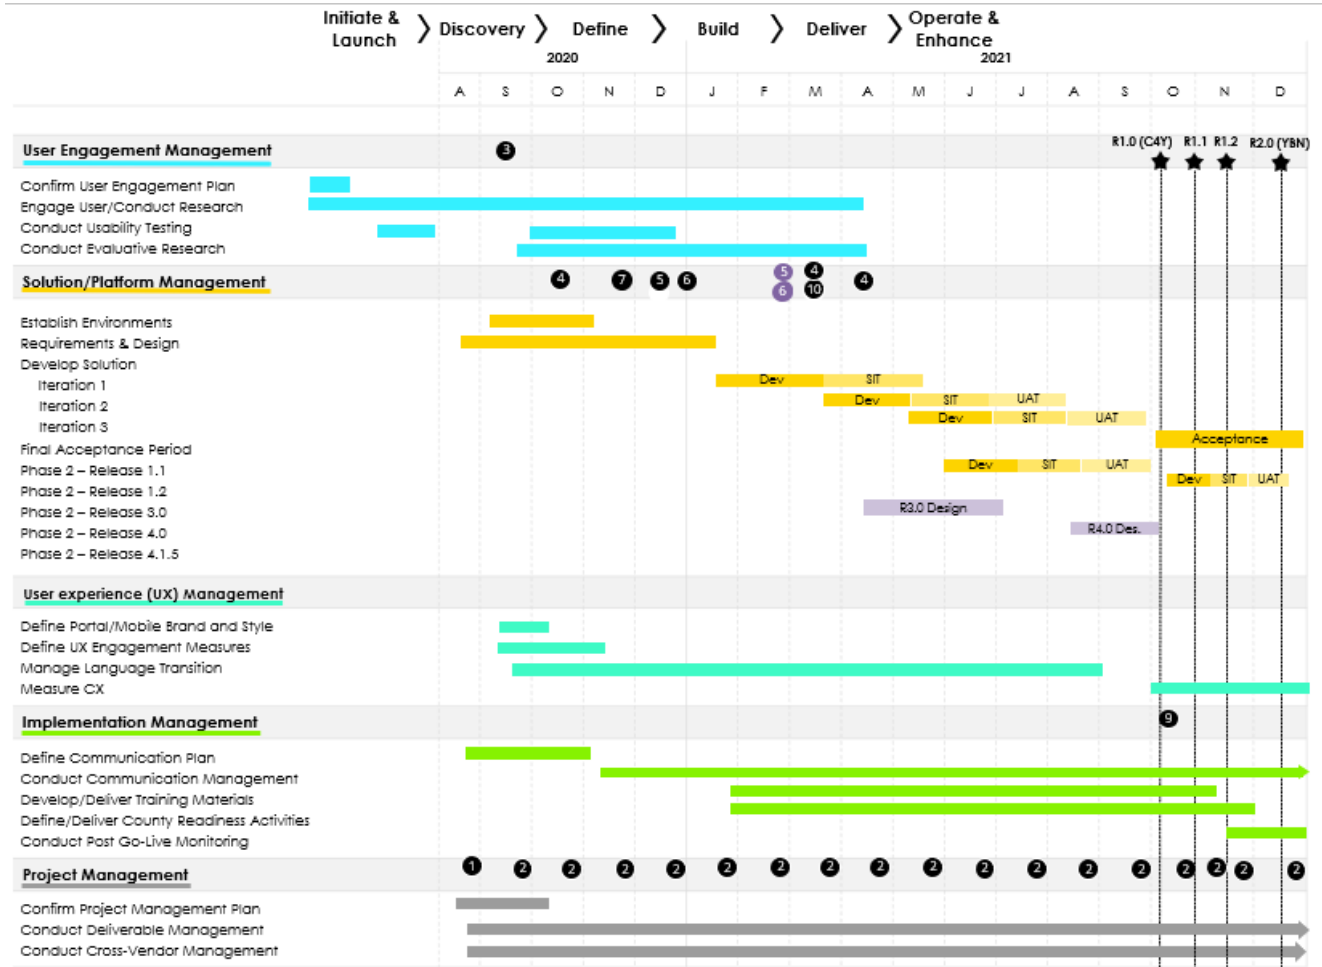 Initiate & Launch
Discovery
Define
Build
Deliver
Operate & Enhance
2020
2021
A S O N D J F M A M J J A S O N D
R1.0 (C4Y) R1.1 R1.2 R2.0 (YBN)
User Engagement Management
3
Confirm User Engagement Plan
Engage User/Conduct Research
Conduct Usability Testing
Conduct Evaluative Research
Solution/Platform Management
4 7 5 6 5 4 4
6 10
Establish Environments
Requirements & Design
Develop Solution
Iteration 1
Dev SIT
Iteration 2
Dev SIT UAT
Iteration 3
Dev SIT UAT
Final Acceptance Period
Acceptance
Phase 2 – Release 1.1
Dev SIT UAT
Phase 2 – Release 1.2
Dev SIT UAT
Phase 2 – Release 3.0
R3.0 Design
Phase 2 – Release 4.0
R4.0 Des.
Phase 2 – Release 4.1.5
User experience (UX) Management
Define Portal/Mobile Brand and Style
Define UX Engagement Measures
Manage Language Transition
Measure CX
Implementation Management
9
Define Communication Plan
Conduct Communication Management
Develop/Deliver Training Materials
Define/Deliver County Readiness Activities
Conduct Post Go-Live Monitoring
Project Management
1 2 2 2 2 2 2 2 2 2 2 2 2 2 2 2 2 2
Confirm Project Management Plan
Conduct Deliverable Management
Conduct Cross-Vendor Management